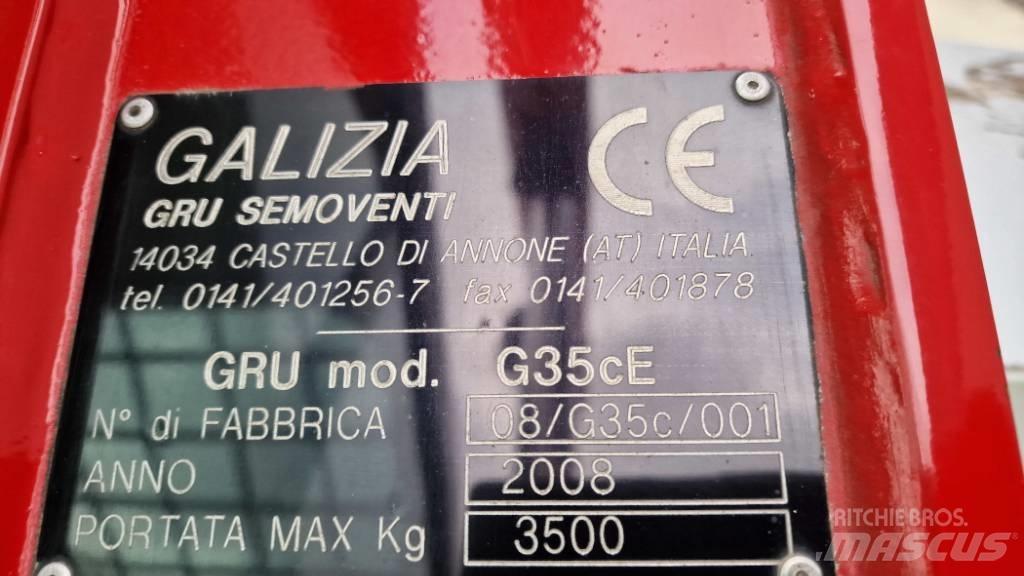 GALIZIA
CE
GRU SEMOVENTI
14034 CASTELLO DI ANNONE (AT) ITALIA.
tel. 0141/401256-7 fax 0141/401878
GRU mod. G35cE
N° di FABBRICA 08/G35c/001
ANNO 2008
PORTATA MAX Kg 3500
RITCHIE BROS.
MASCUS